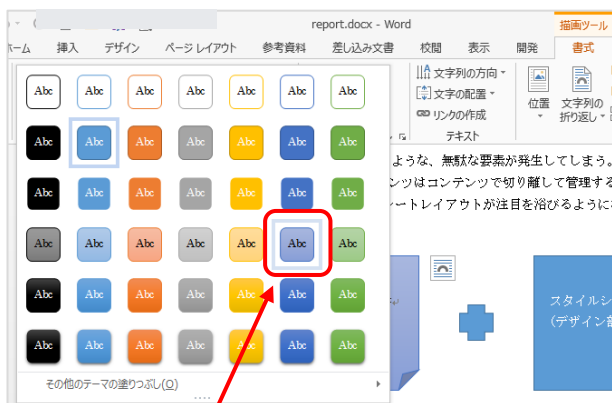 report.docx - Word
描画ツール
ホーム 挿入 デザイン ページ レイアウト 参考資料 差し込み文書 校閲 表示 開発 書式
文字列の方向
文字の配置
リンクの作成
テキスト
位置
文字列の
折り返し
Abc Abc Abc Abc Abc Abc Abc
Abc Abc Abc Abc Abc Abc Abc
Abc Abc Abc Abc Abc Abc Abc
Abc Abc Abc Abc Abc Abc Abc
Abc Abc Abc Abc Abc Abc Abc
Abc Abc Abc Abc Abc Abc Abc
その他のテーマの塗りつぶし(O)
ような、無駄な要素が発生してしまう。
ンツはコンテンツで切り離して管理する
ートレイアウトが注目を浴びるように
スタイルシ
(デザイン